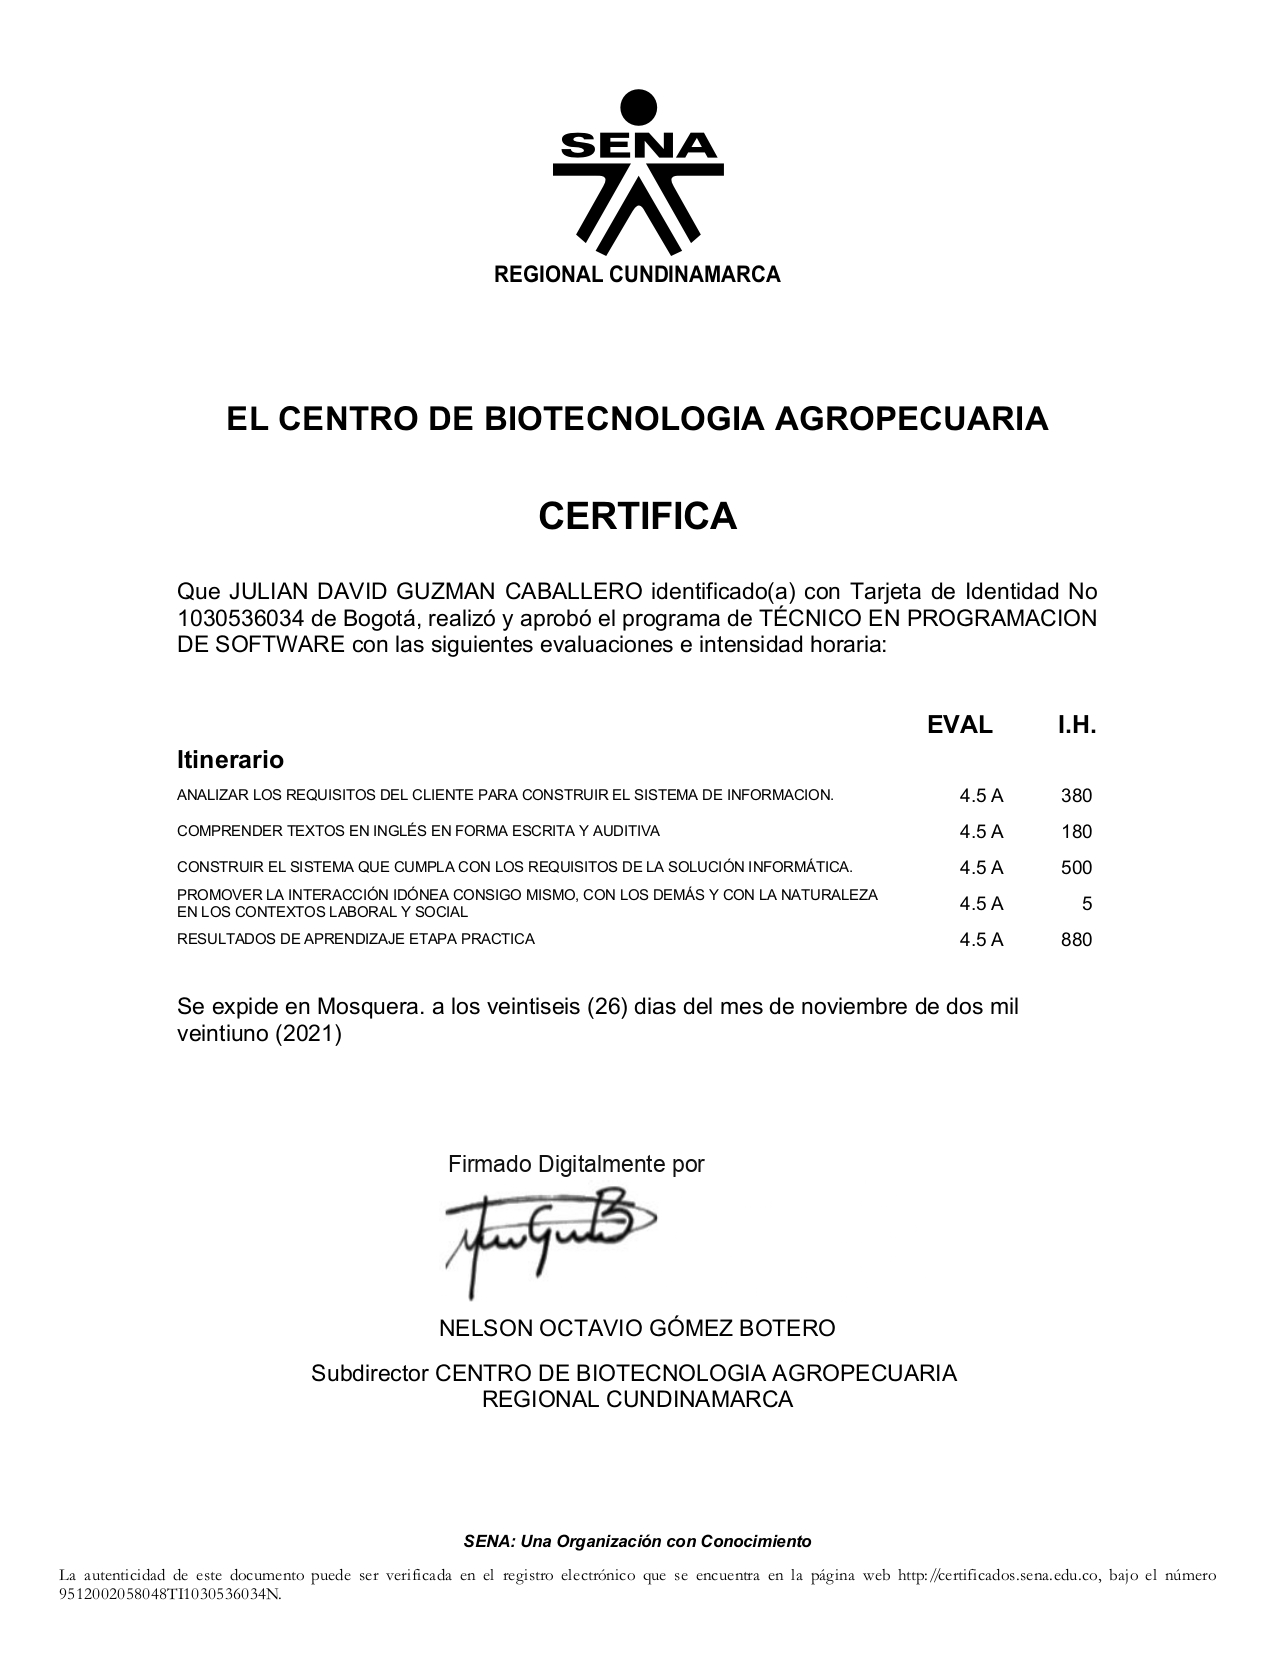 SENA
REGIONAL CUNDINAMARCA
EL CENTRO DE BIOTECNOLOGIA AGROPECUARIA
CERTIFICA
Que JULIAN DAVID GUZMAN CABALLERO identificado(a) con Tarjeta de Identidad No
1030536034 de Bogotá, realizó y aprobó el programa de TÉCNICO EN PROGRAMACION
DE SOFTWARE con las siguientes evaluaciones e intensidad horaria:
EVAL I.H.
Itinerario
ANALIZAR LOS REQUISITOS DEL CLIENTE PARA CONSTRUIR EL SISTEMA DE INFORMACION. 4.5 A 380
COMPRENDER TEXTOS EN INGLÉS EN FORMA ESCRITA Y AUDITIVA 4.5 A 180
CONSTRUIR EL SISTEMA QUE CUMPLA CON LOS REQUISITOS DE LA SOLUCIÓN INFORMÁTICA. 4.5 A 500
PROMOVER LA INTERACCIÓN IDÓNEA CONSIGO MISMO, CON LOS DEMÁS Y CON LA NATURALEZA
EN LOS CONTEXTOS LABORAL Y SOCIAL 4.5 A 5
RESULTADOS DE APRENDIZAJE ETAPA PRACTICA 4.5 A 880
Se expide en Mosquera. a los veintiseis (26) dias del mes de noviembre de dos mil
veintiuno (2021)
Firmado Digitalmente por
NELSON OCTAVIO GÓMEZ BOTERO
Subdirector CENTRO DE BIOTECNOLOGIA AGROPECUARIA
REGIONAL CUNDINAMARCA
SENA: Una Organización con Conocimiento
La autenticidad de este documento puede ser verificada en el registro electrónico que se encuentra en la página web http://certificados.sena.edu.co, bajo el número
9512002058048TI1030536034N.